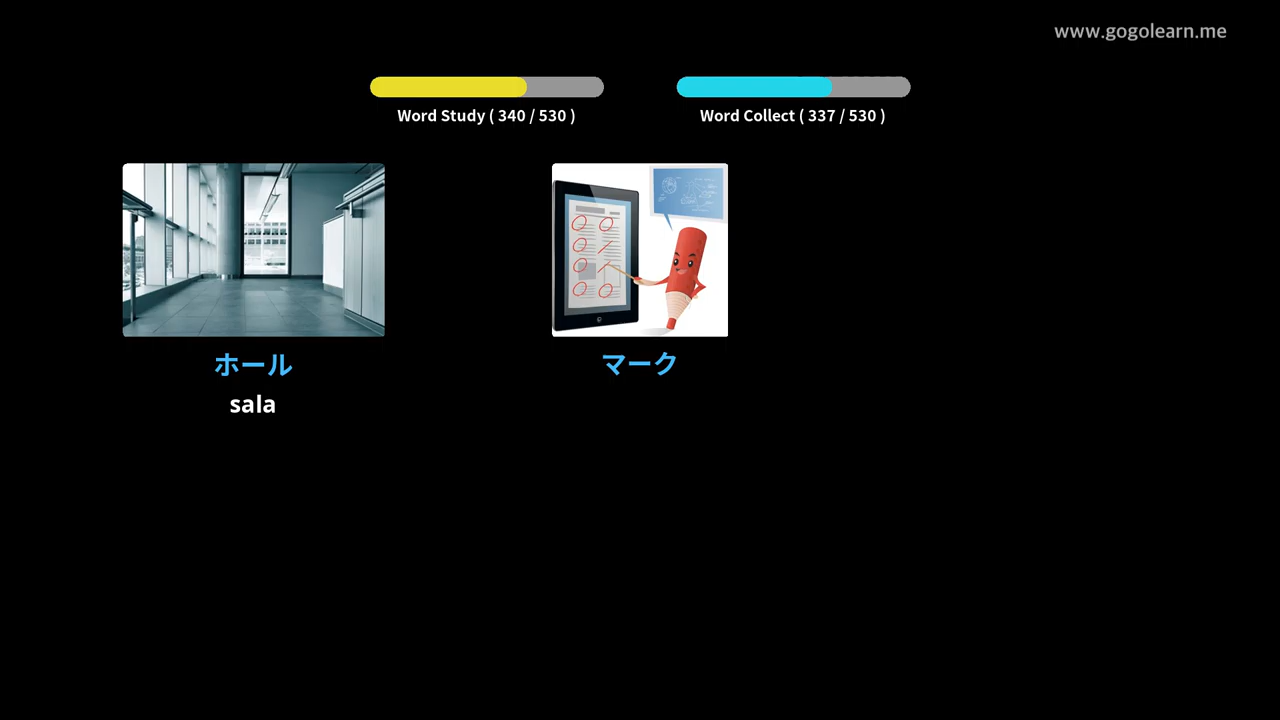 www.gogolearn.me
Word Study ( 340 / 530 )
Word Collect ( 337 / 530 )
ホール
マーク
sala